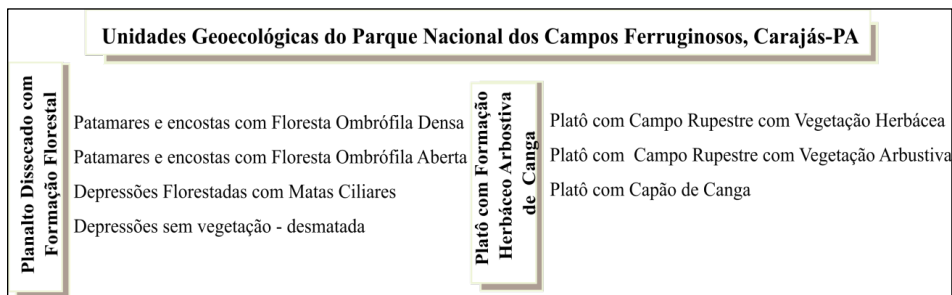 Unidades Geoecológicas do Parque Nacional dos Campos Ferruginosos, Carajás-PA
Planalto Dissecado com
Formação Florestal
Patamares e encostas com Floresta Ombrófila Densa
Patamares e encostas com Floresta Ombrófila Aberta
Depressões Florestadas com Matas Ciliares
Depressões sem vegetação - desmatada
Platô com Formação
Herbáceo Arbostiva
de Canga
Platô com Campo Rupestre com Vegetação Herbácea
Platô com Campo Rupestre com Vegetação Arbustiva
Platô com Capão de Canga